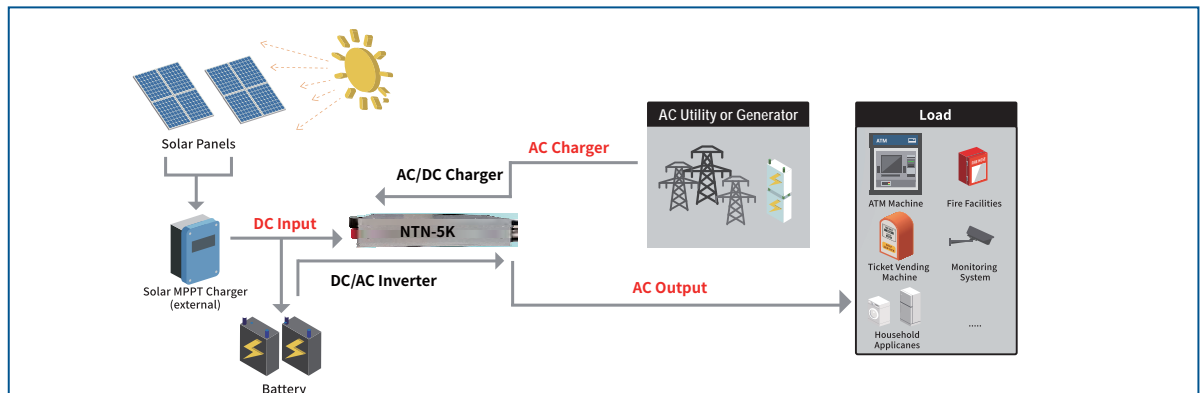 Solar Panels
Solar MPPT Charger
(external)
DC Input
Battery
AC/DC Charger
AC Charger
NTN-5K
DC/AC Inverter
AC Output
AC Utility or Generator
Load
ATM
ATM Machine
Fire Facilities
Ticket Vending
Machine
Monitoring
System
Household
Applicanes
.....